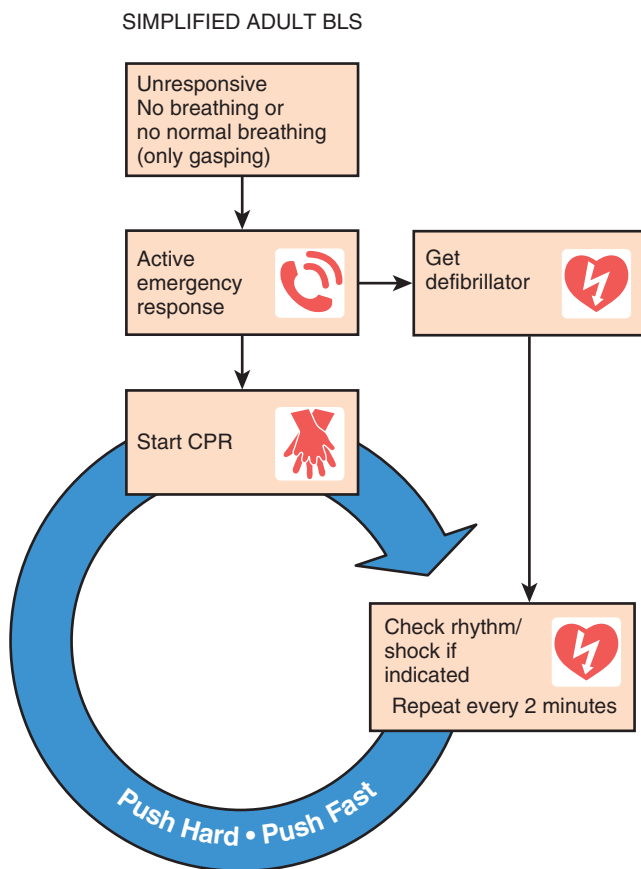 SIMPLIFIED ADULT BLS
Unresponsive
No breathing or
no normal breathing
(only gasping)
Active
emergency
response
Get
defibrillator
Start CPR
Check rhythm/
shock if
indicated
Repeat every 2 minutes
Push Hard • Push Fast